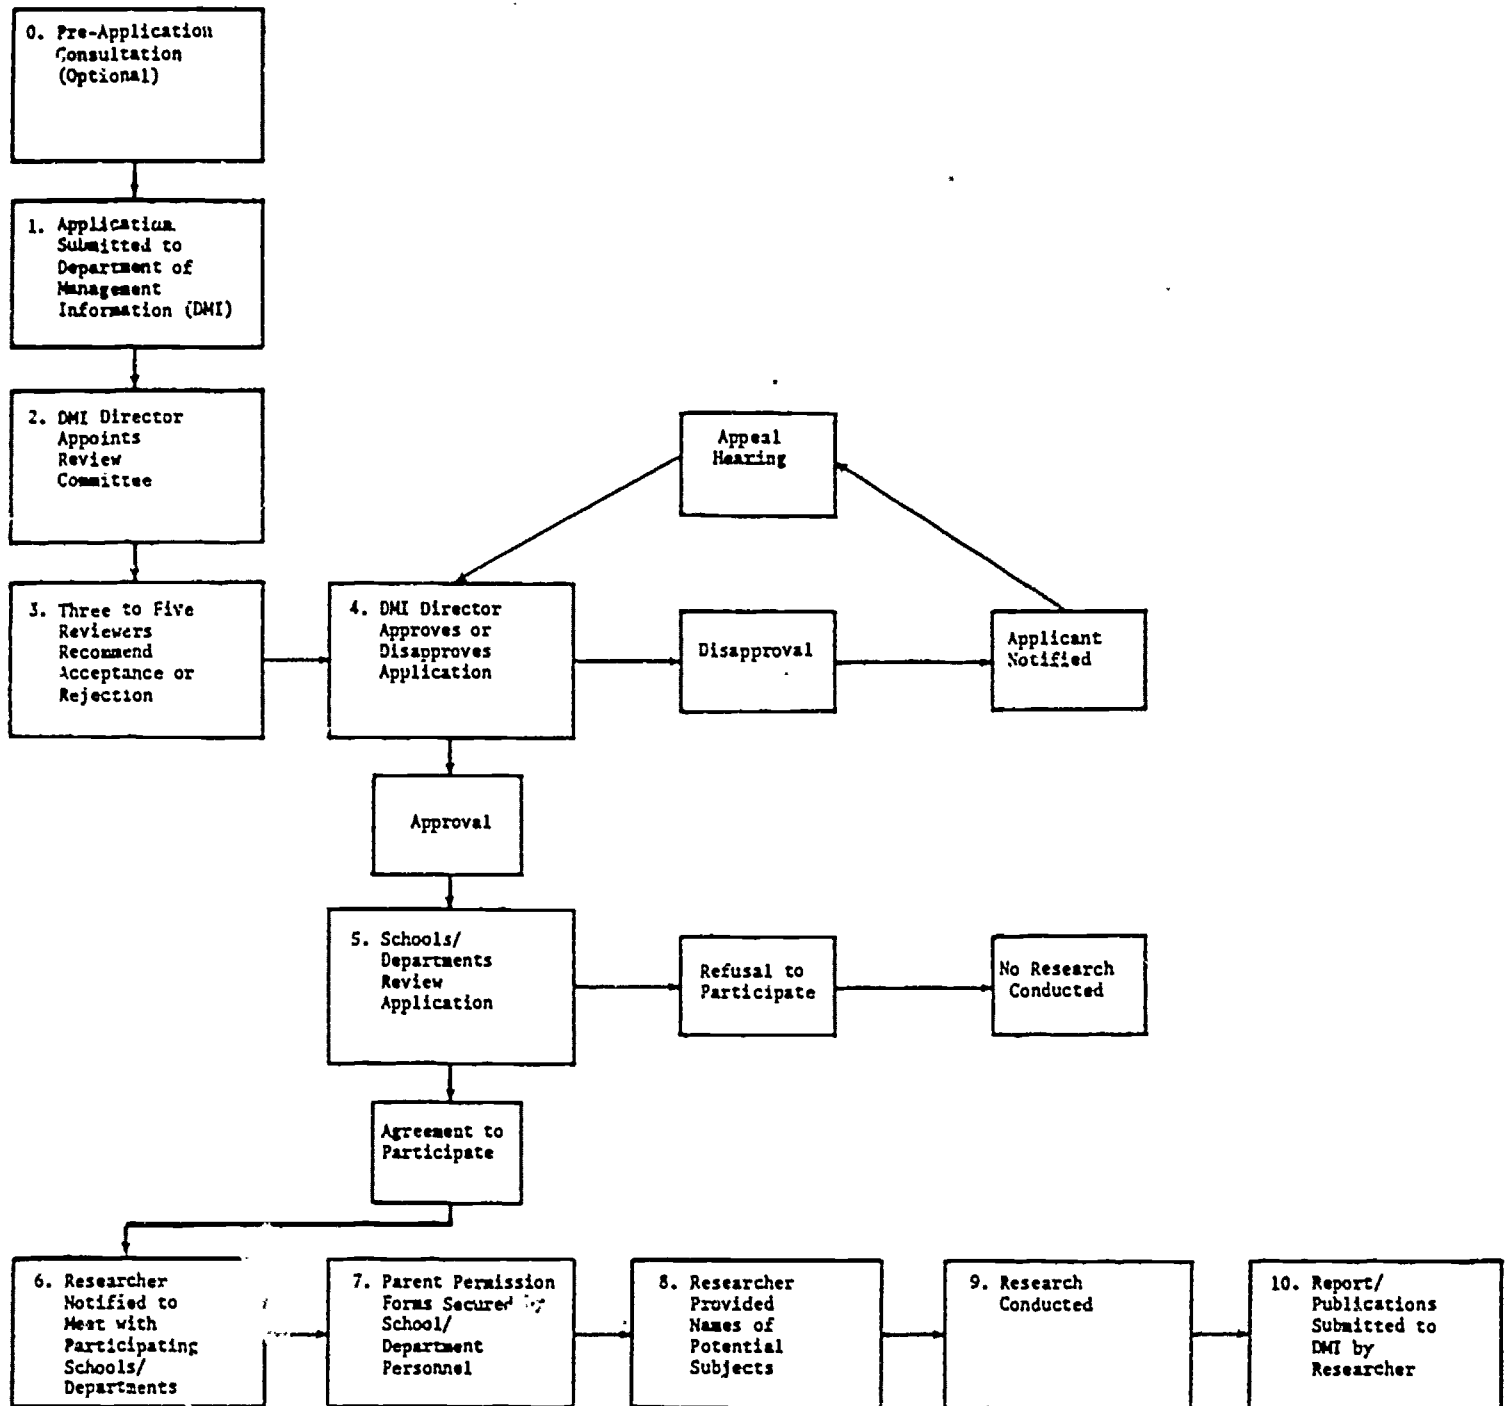 0. Pre-Application
Consultation
(Optional)
1. Application
Submitted to
Department of
Management
Information (DMI)
2. DMI Director
Appoints
Review
Committee
Appeal
Hearing
3. Three to Five
Reviewers
Recommend
Acceptance or
Rejection
4. DMI Director
Approves or
Disapproves
Application
Disapproval
Applicant
Notified
Approval
5. Schools/
Departments
Review
Application
Refusal to
Participate
No Research
Conducted
Agreement to
Participate
6. Researcher
Notified to
Meet with
Participating
Schools/
Departments
7. Parent Permission
Forms Secured by
School/
Department
Personnel
8. Researcher
Provided
Names of
Potential
Subjects
9. Research
Conducted
10. Report/
Publications
Submitted to
DMI by
Researcher